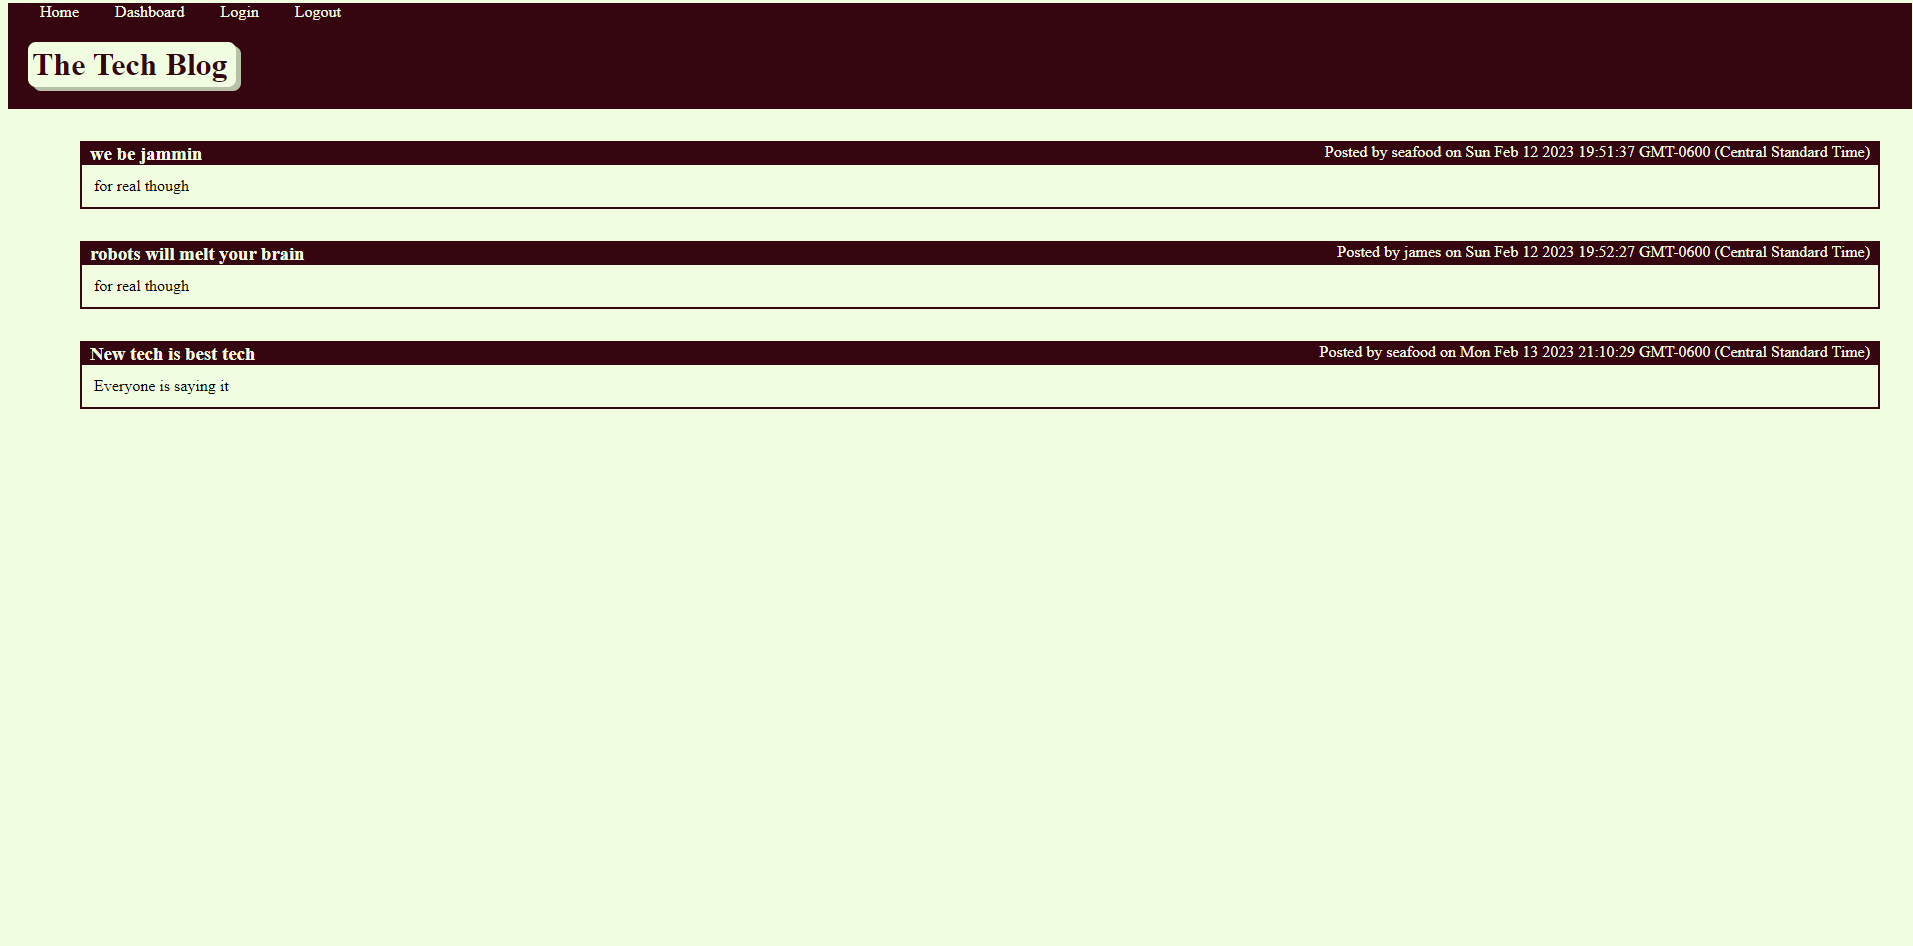 Home Dashboard Login Logout
The Tech Blog
we be jammin Posted by seafood on Sun Feb 12 2023 19:51:37 GMT-0600 (Central Standard Time)
for real though
robots will melt your brain Posted by james on Sun Feb 12 2023 19:52:27 GMT-0600 (Central Standard Time)
for real though
New tech is best tech Posted by seafood on Mon Feb 13 2023 21:10:29 GMT-0600 (Central Standard Time)
Everyone is saying it